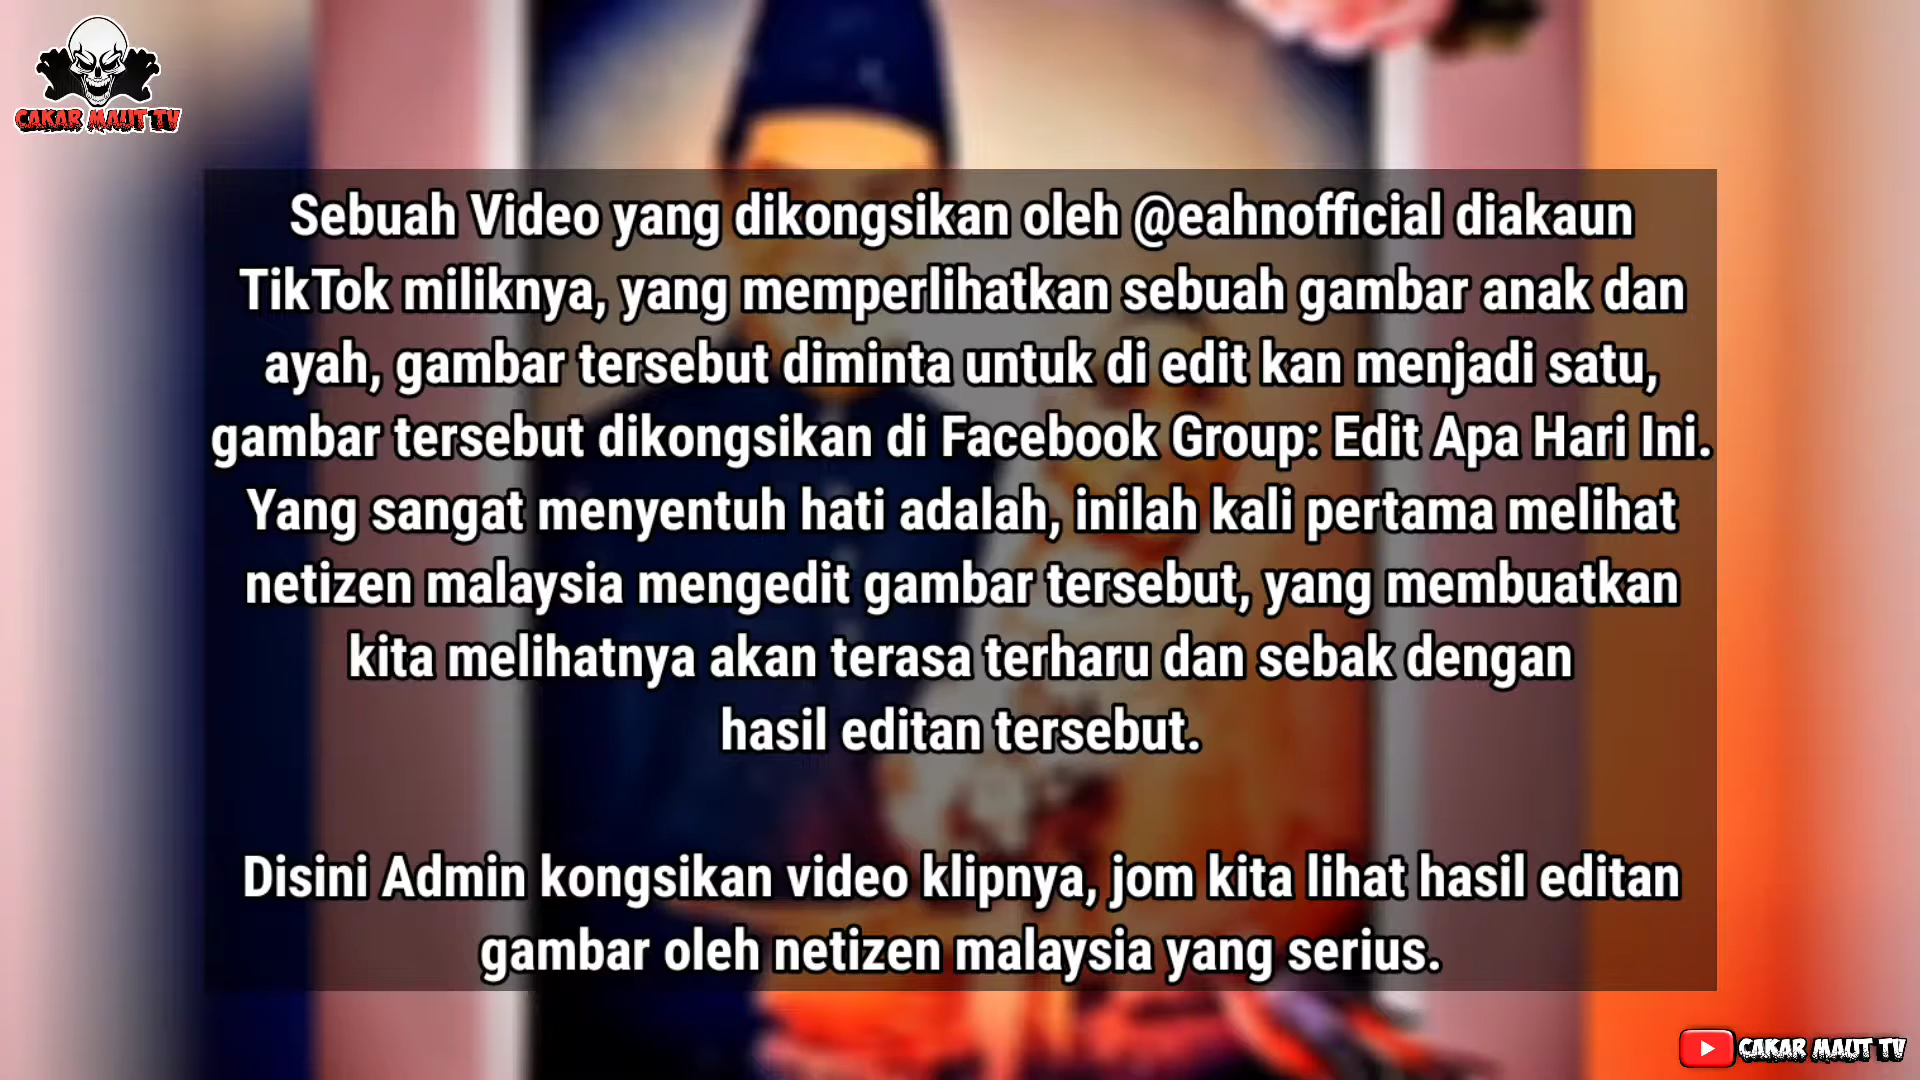 CAKAR MAUT TV
Sebuah Video yang dikongsikan oleh @eahnofficial diakaun
TikTok miliknya, yang memperlihatkan sebuah gambar anak dan
ayah, gambar tersebut diminta untuk di edit kan menjadi satu,
gambar tersebut dikongsikan di Facebook Group: Edit Apa Hari Ini.
Yang sangat menyentuh hati adalah, inilah kali pertama melihat
netizen malaysia mengedit gambar tersebut, yang membuatkan
kita melihatnya akan terasa terharu dan sebak dengan
hasil editan tersebut.
Disini Admin kongsikan video klipnya, jom kita lihat hasil editan
gambar oleh netizen malaysia yang serius.
CAKAR MAUT TV